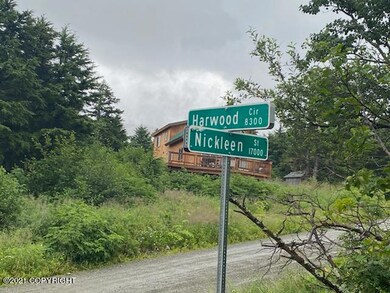 Harwood Cir 8300
Nickleen St 17000
© 2021 COPYRIGHT